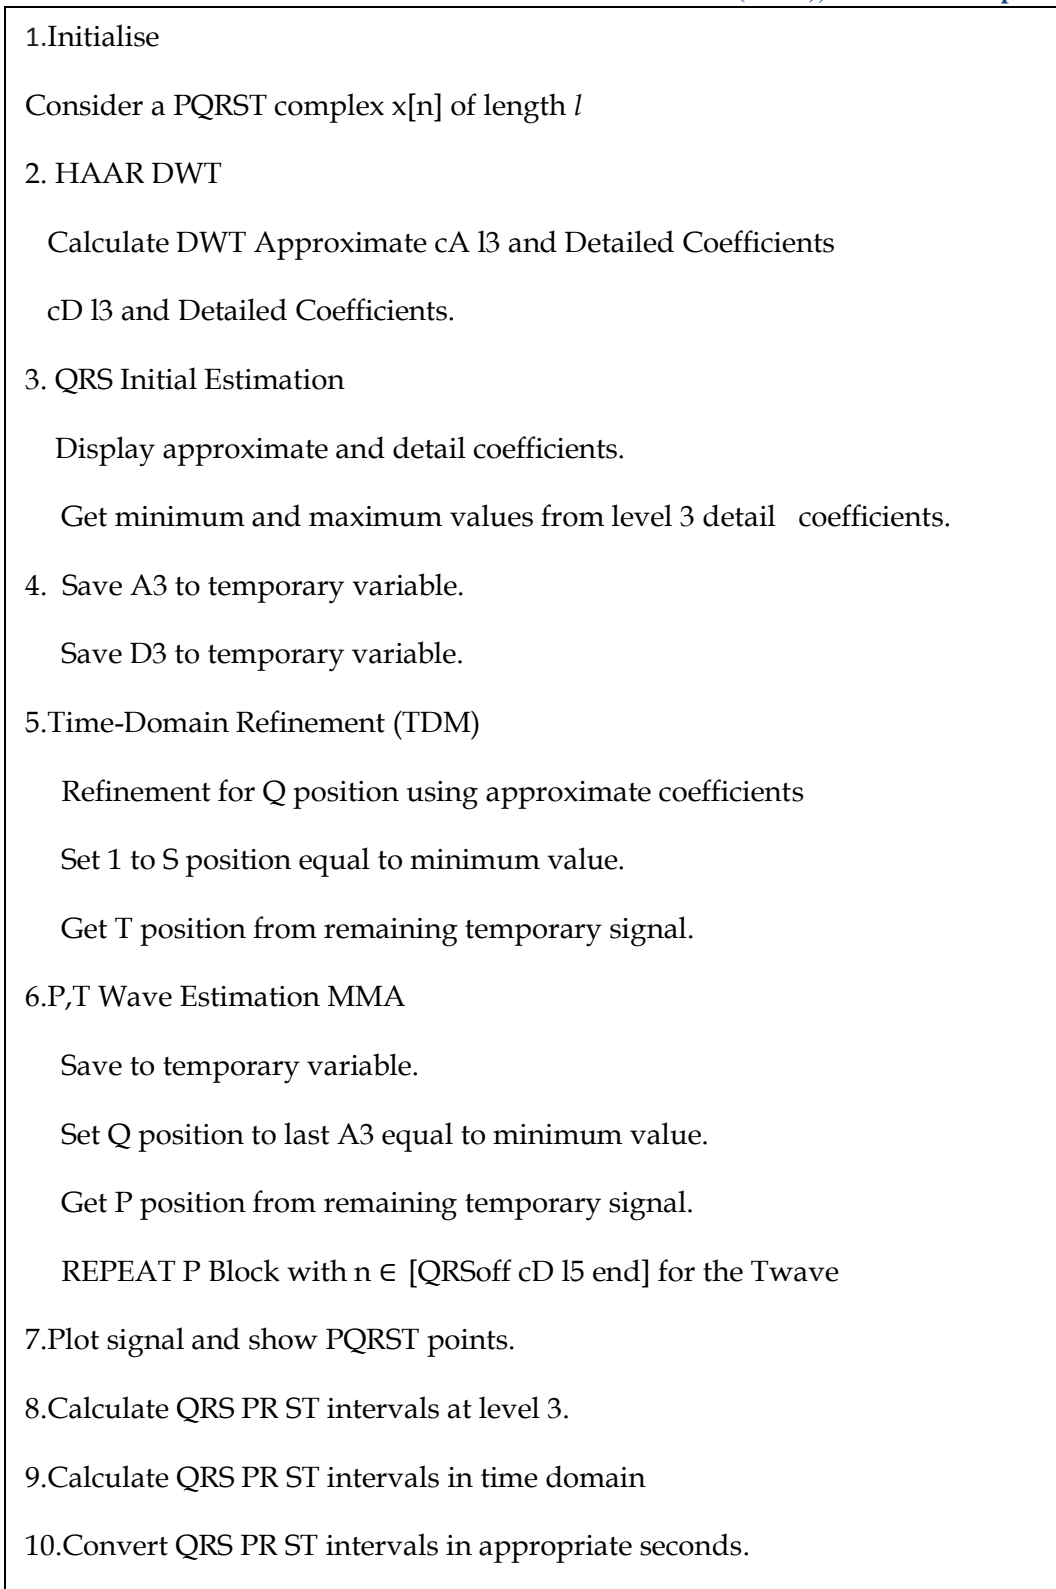 1.Initialise
Consider a PQRST complex x[n] of length l
2. HAAR DWT
Calculate DWT Approximate cA l3 and Detailed Coefficients
cD l3 and Detailed Coefficients.
3. QRS Initial Estimation
Display approximate and detail coefficients.
Get minimum and maximum values from level 3 detail coefficients.
4. Save A3 to temporary variable.
Save D3 to temporary variable.
5.Time-Domain Refinement (TDM)
Refinement for Q position using approximate coefficients
Set 1 to S position equal to minimum value.
Get T position from remaining temporary signal.
6.P,T Wave Estimation MMA
Save to temporary variable.
Set Q position to last A3 equal to minimum value.
Get P position from remaining temporary signal.
REPEAT P Block with n ∈ [QRSoff cD l5 end] for the Twave
7.Plot signal and show PQRST points.
8.Calculate QRS PR ST intervals at level 3.
9.Calculate QRS PR ST intervals in time domain
10.Convert QRS PR ST intervals in appropriate seconds.